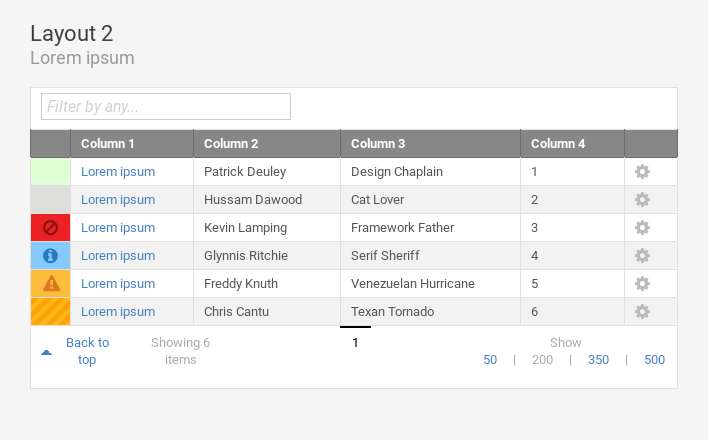 Layout 2
Lorem ipsum
Filter by any...
Column 1 Column 2 Column 3 Column 4
Lorem ipsum Patrick Deuley Design Chaplain 1
Lorem ipsum Hussam Dawood Cat Lover 2
Lorem ipsum Kevin Lamping Framework Father 3
Lorem ipsum Glynnis Ritchie Serif Sheriff 4
Lorem ipsum Freddy Knuth Venezuelan Hurricane 5
Lorem ipsum Chris Cantu Texan Tornado 6
Back to top
Showing 6 items
1
Show
50 | 200 | 350 | 500